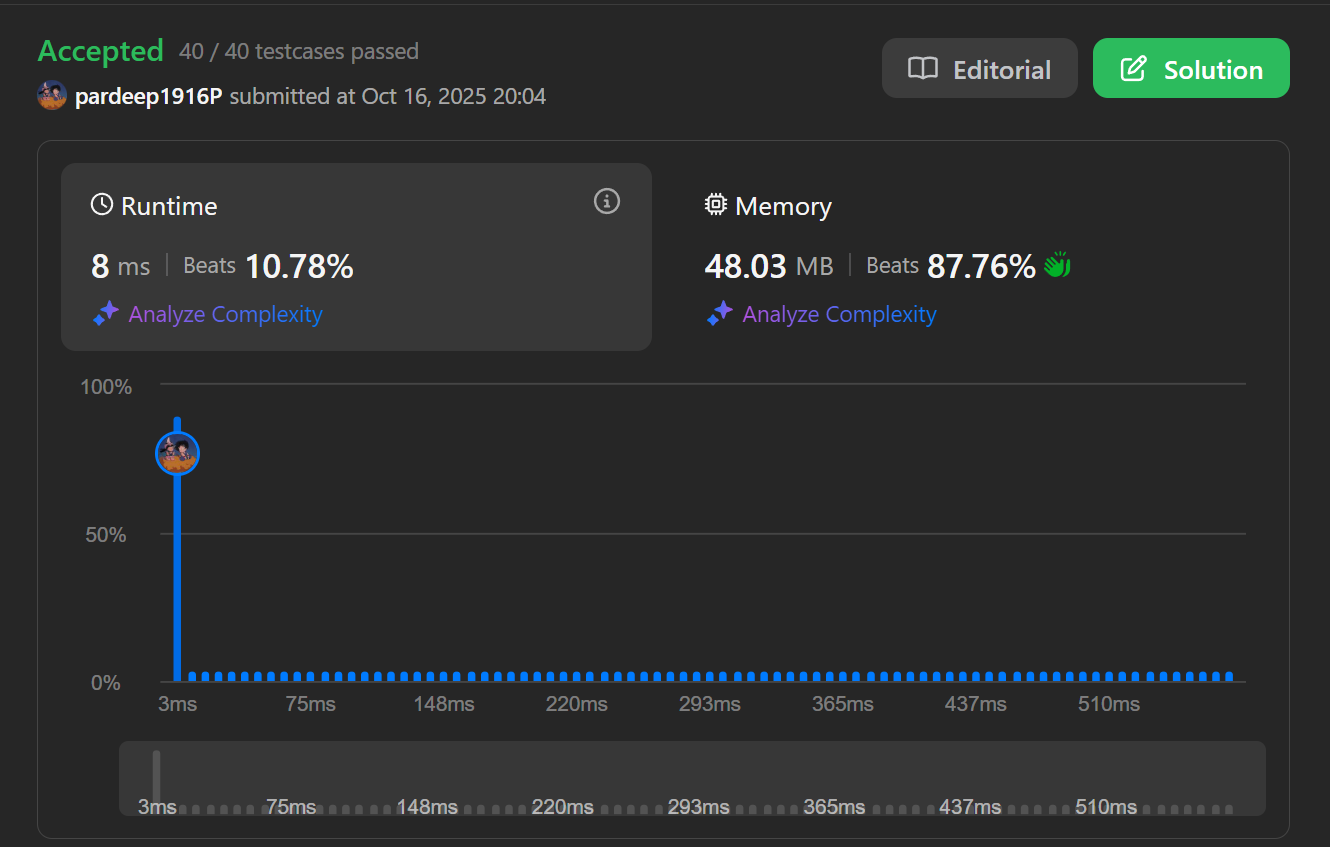 Accepted 40 / 40 testcases passed
pardeep1916P submitted at Oct 16, 2025 20:04
Editorial
Solution
Runtime
8 ms | Beats 10.78%
Analyze Complexity
Memory
48.03 MB | Beats 87.76%
Analyze Complexity
100%
50%
0%
3ms 75ms 148ms 220ms 293ms 365ms 437ms 510ms
3ms 75ms 148ms 220ms 293ms 365ms 437ms 510ms